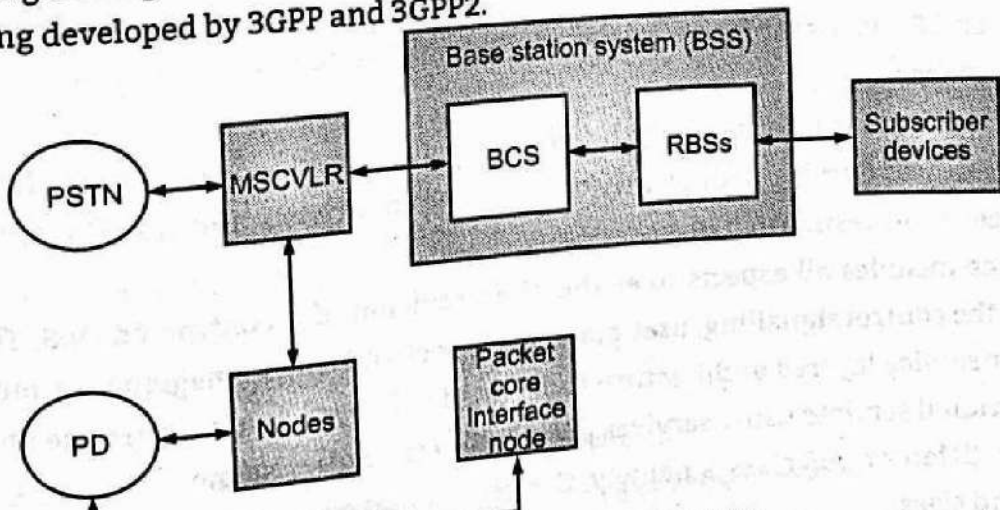 ng developed by 3GPP and 3GPP2.
Base station system (BSS)
PSTN
MSCVLR
BCS
RBSs
Subscriber
devices
PD
Nodes
Packet
core
Interface
node